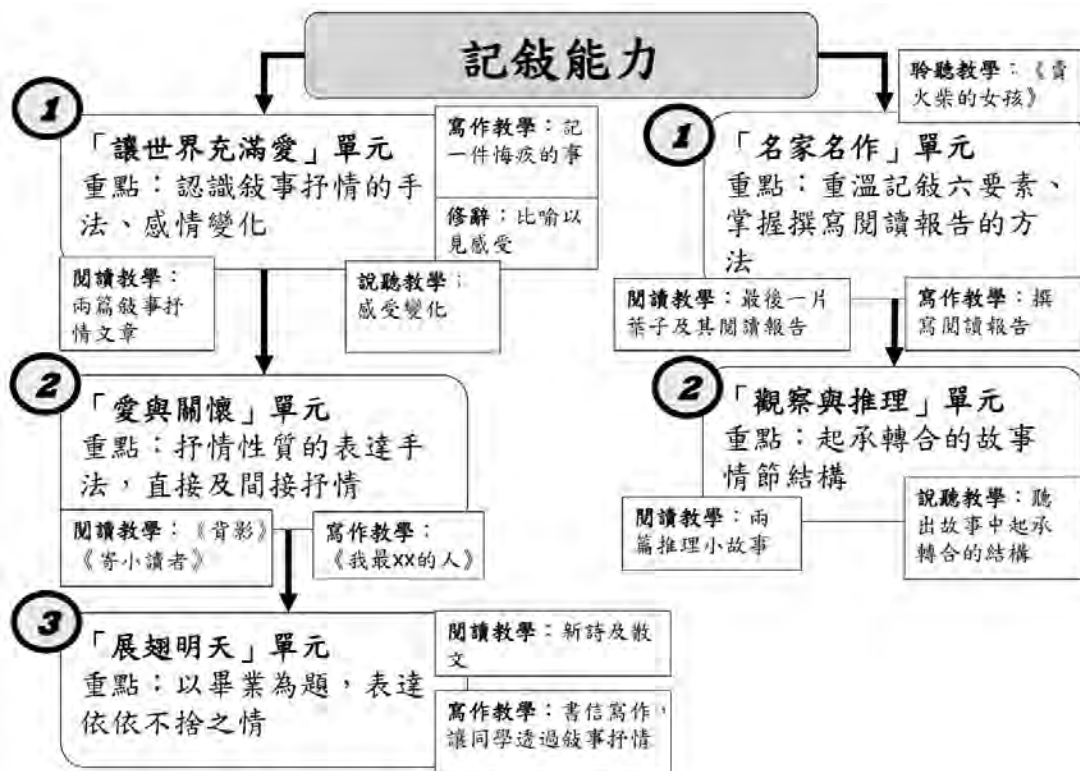 記敍能力
1
「讓世界充滿愛」單元
重點：認識敍事抒情的手
法、感情變化
寫作教學：記
一件悔疚的事
修辭：比喻以
見感受
閱讀教學：
兩篇敍事抒
情文章
說聽教學：
感受變化
2
「愛與關懷」單元
重點：抒情性質的表達手
法，直接及間接抒情
閱讀教學：《背影》
《寄小讀者》
寫作教學：
《我最xx的人》
3
「展翅明天」單元
重點：以畢業為題，表達
依依不捨之情
閱讀教學：新詩及散
文
寫作教學：書信寫作，
讓同學透過敍事抒情
聆聽教學：《賣
火柴的女孩》
1
「名家名作」單元
重點：重溫記敍六要素、
掌握撰寫閱讀報告的方
法
閱讀教學：最後一片
葉子及其閱讀報告
寫作教學：撰
寫閱讀報告
2
「觀察與推理」單元
重點：起承轉合的故事
情節結構
閱讀教學：兩
篇推理小故事
說聽教學：聽
出故事中起承
轉合的結構